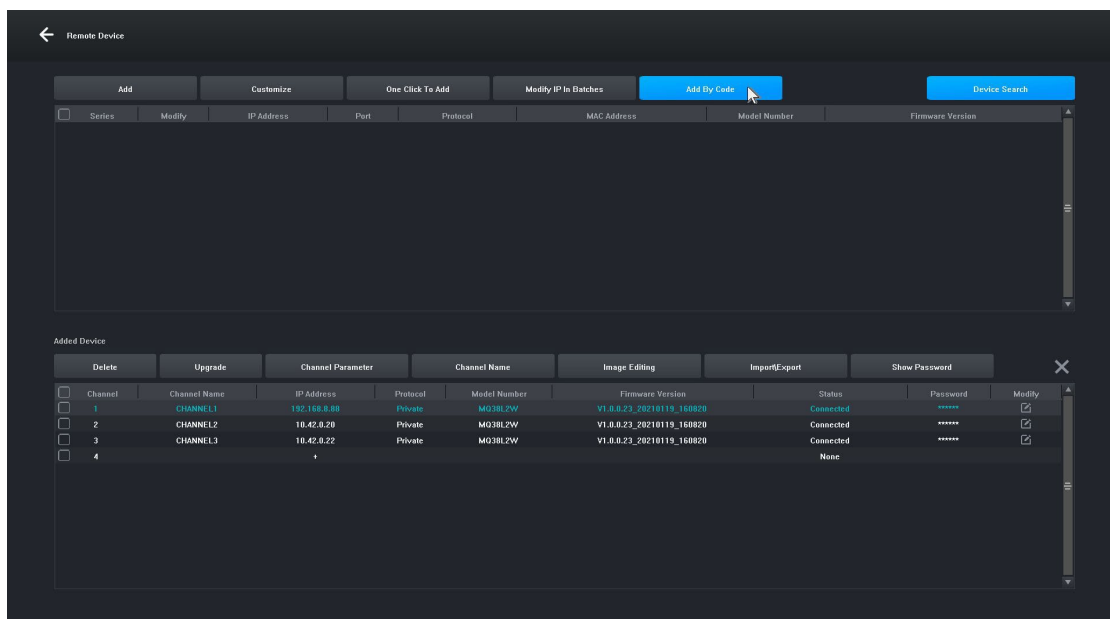 Remote Device
Add Customize One Click To Add Modify IP In Batches Add By Code Device Search
Series Modify IP Address Port Protocol MAC Address Model Number Firmware Version
Added Device
Delete Upgrade Channel Parameter Channel Name Image Editing Import\Export Show Password
Channel Channel Name IP Address Protocol Model Number Firmware Version Status Password Modify
1 CHANNEL1 192.168.8.88 Private MQ38L2W V1.0.0.23_20210119_160820 Connected ******
2 CHANNEL2 10.42.0.20 Private MQ38L2W V1.0.0.23_20210119_160820 Connected ******
3 CHANNEL3 10.42.0.22 Private MQ38L2W V1.0.0.23_20210119_160820 Connected ******
4 + None